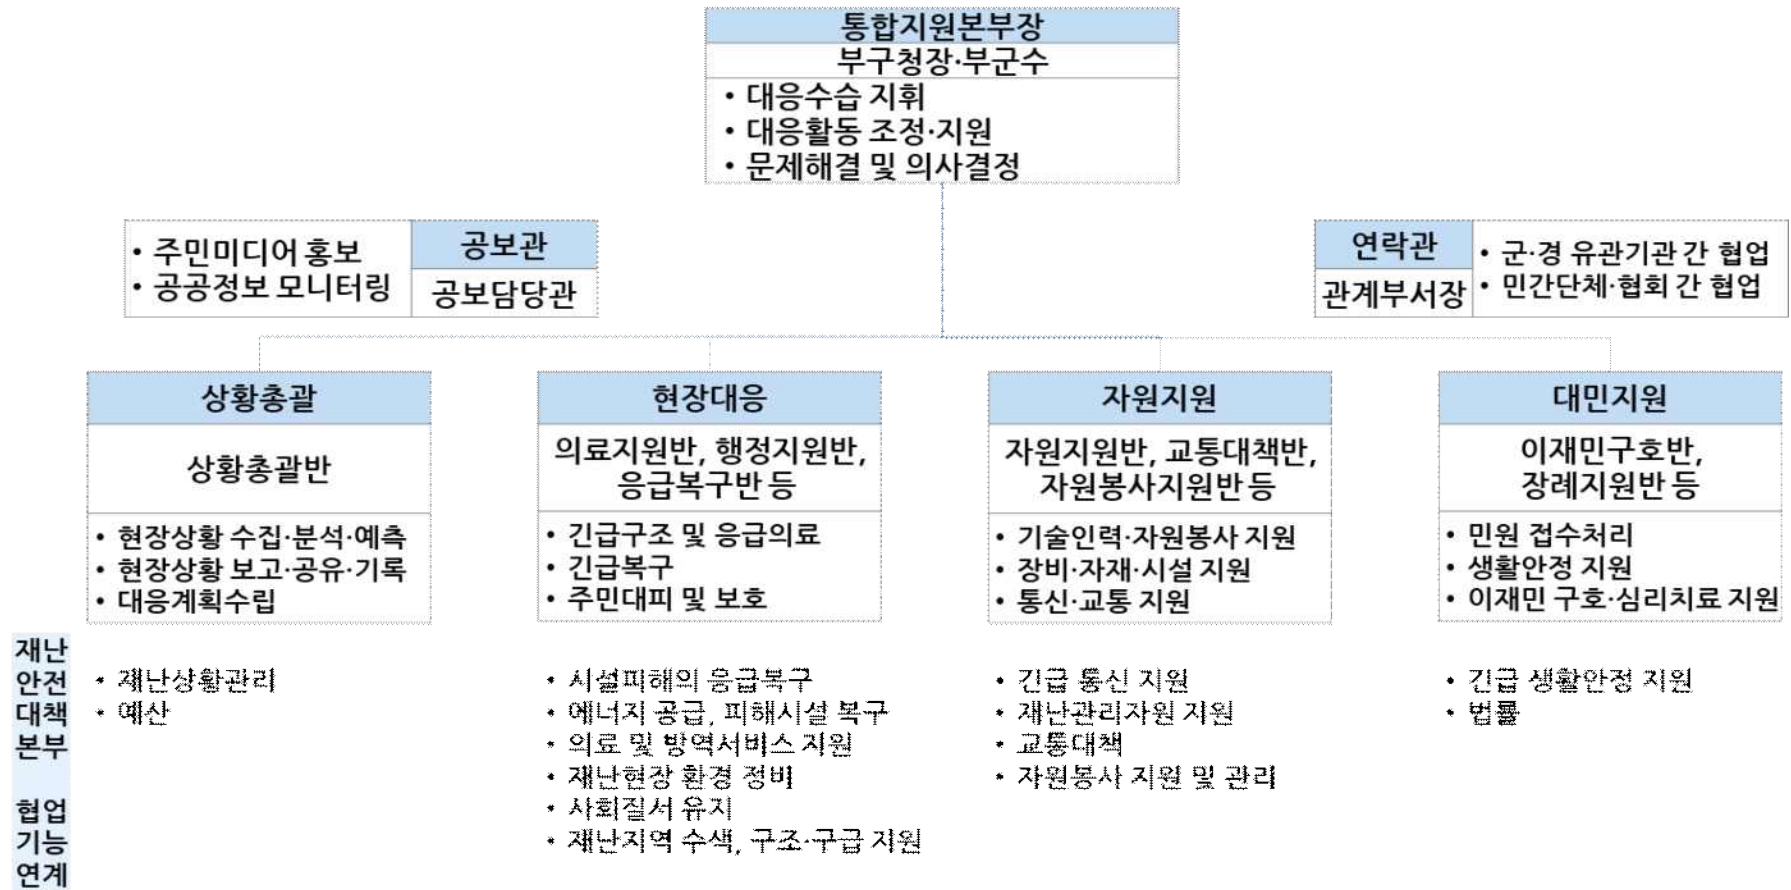 통합지원본부장
부구청장·부군수
• 대응수습 지휘
• 대응활동 조정·지원
• 문제해결 및 의사결정
• 주민미디어 홍보
• 공공정보 모니터링
공보관
공보담당관
연락관
관계부서장
• 군·경 유관기관 간 협업
• 민간단체·협회 간 협업
상황총괄
상황총괄반
• 현장상황 수집·분석·예측
• 현장상황 보고·공유·기록
• 대응계획수립
현장대응
의료지원반, 행정지원반,
응급복구반 등
• 긴급구조 및 응급의료
• 긴급복구
• 주민대피 및 보호
자원지원
자원지원반, 교통대책반,
자원봉사지원반 등
• 기술인력·자원봉사 지원
• 장비·자재·시설 지원
• 통신·교통 지원
대민지원
이재민구호반,
장례지원반 등
• 민원 접수처리
• 생활안정 지원
• 이재민 구호·심리치료 지원
재난
안전
대책
본부
협업
기능
연계
• 재난상황관리
• 예산
• 시설피해의 응급복구
• 에너지 공급, 피해시설 복구
• 의료 및 방역서비스 지원
• 재난현장 환경 정비
• 사회질서 유지
• 재난지역 수색, 구조·구급 지원
• 긴급 통신 지원
• 재난관리자원 지원
• 교통대책
• 자원봉사 지원 및 관리
• 긴급 생활안정 지원
• 법률